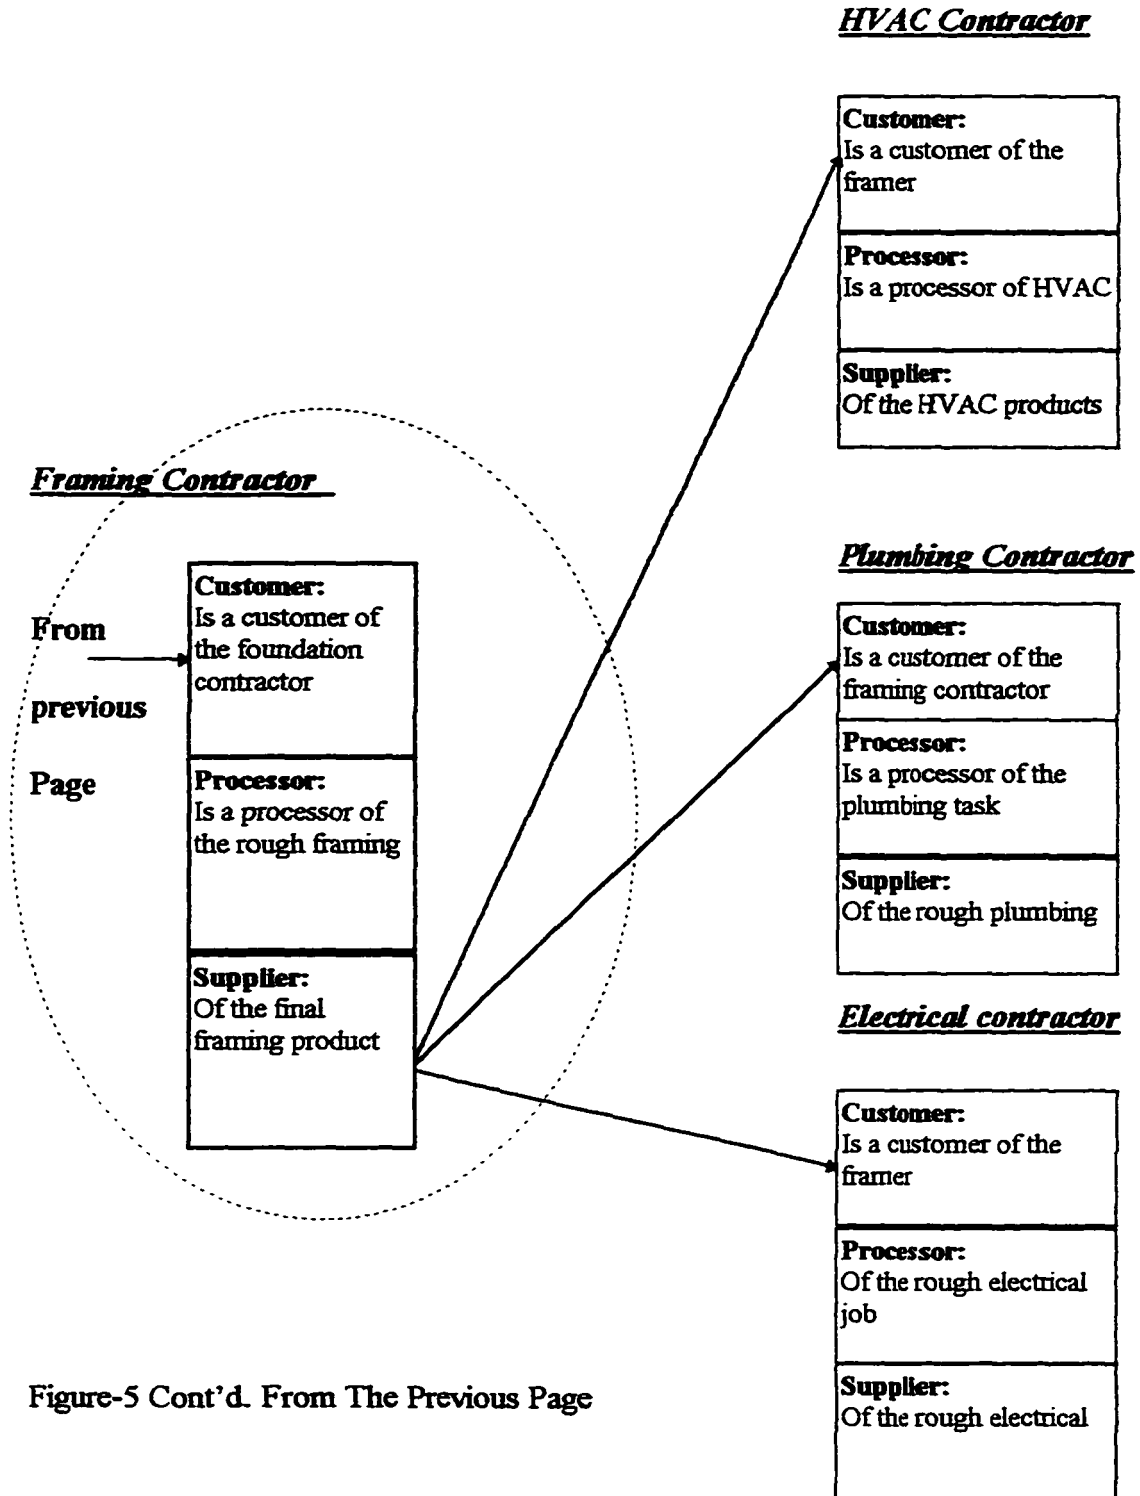 HVAC Contractor
Customer:
Is a customer of the
framer
Processor:
Is a processor of HVAC
Supplier:
Of the HVAC products
Framing Contractor
From
previous
Page
Customer:
Is a customer of
the foundation
contractor
Processor:
Is a processor of
the rough framing
Supplier:
Of the final
framing product
Plumbing Contractor
Customer:
Is a customer of the
framing contractor
Processor:
Is a processor of the
plumbing task
Supplier:
Of the rough plumbing
Electrical contractor
Customer:
Is a customer of the
framer
Processor:
Of the rough electrical
job
Supplier:
Of the rough electrical
Figure-5 Cont'd. From The Previous Page